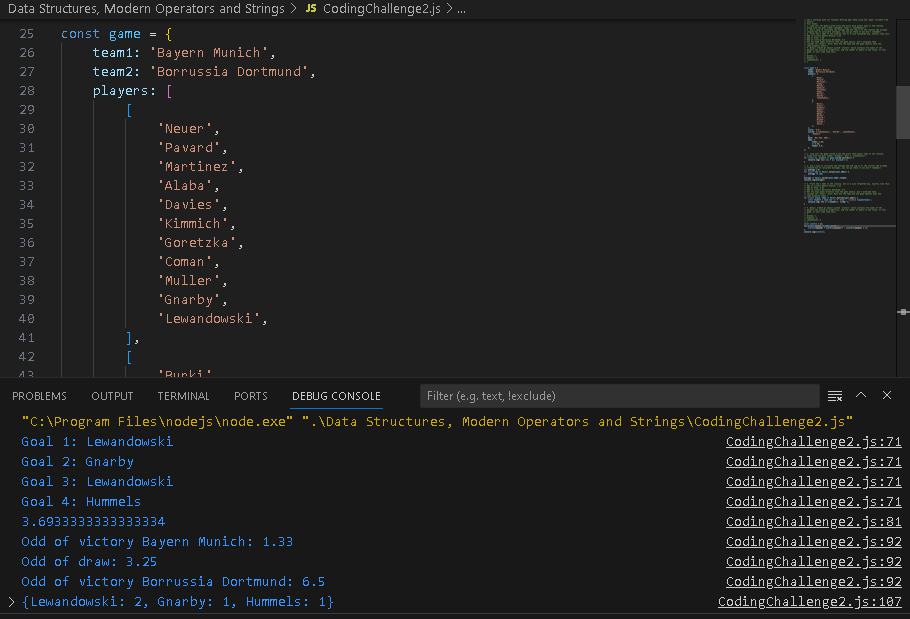 Data Structures, Modern Operators and Strings > JS CodingChallenge2.js > ...
25 const game = {
26 team1: 'Bayern Munich',
27 team2: 'Borrussia Dortmund',
28 players: [
29 [
30 'Neuer',
31 'Pavard',
32 'Martinez',
33 'Alaba',
34 'Davies',
35 'Kimmich',
36 'Goretzka',
37 'Coman',
38 'Muller',
39 'Gnarby',
40 'Lewandowski',
41 ],
42 [
43 'Burki'
PROBLEMS OUTPUT TERMINAL PORTS DEBUG CONSOLE Filter (e.g. text, !exclude)
"C:\Program Files\nodejs\node.exe" ".\Data Structures, Modern Operators and Strings\CodingChallenge2.js"
Goal 1: Lewandowski CodingChallenge2.js:71
Goal 2: Gnarby CodingChallenge2.js:71
Goal 3: Lewandowski CodingChallenge2.js:71
Goal 4: Hummels CodingChallenge2.js:71
3.6933333333333334 CodingChallenge2.js:81
Odd of victory Bayern Munich: 1.33 CodingChallenge2.js:92
Odd of draw: 3.25 CodingChallenge2.js:92
Odd of victory Borrussia Dortmund: 6.5 CodingChallenge2.js:92
> {Lewandowski: 2, Gnarby: 1, Hummels: 1} CodingChallenge2.js:107